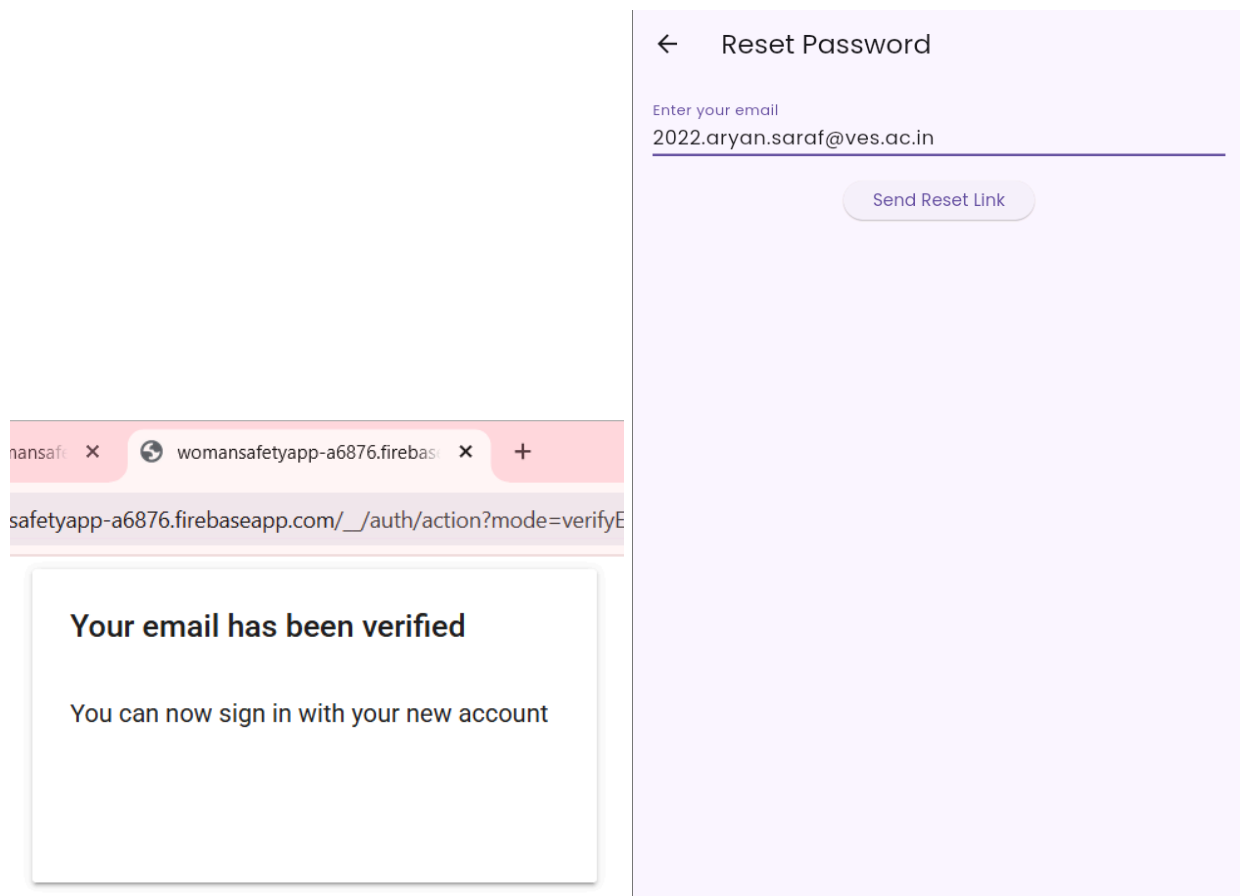 womansafetyapp-a6876.firebas
safetyapp-a6876.firebaseapp.com/__/auth/action?mode=verifyE
Your email has been verified
You can now sign in with your new account
Reset Password
Enter your email
2022.aryan.saraf@ves.ac.in
Send Reset Link